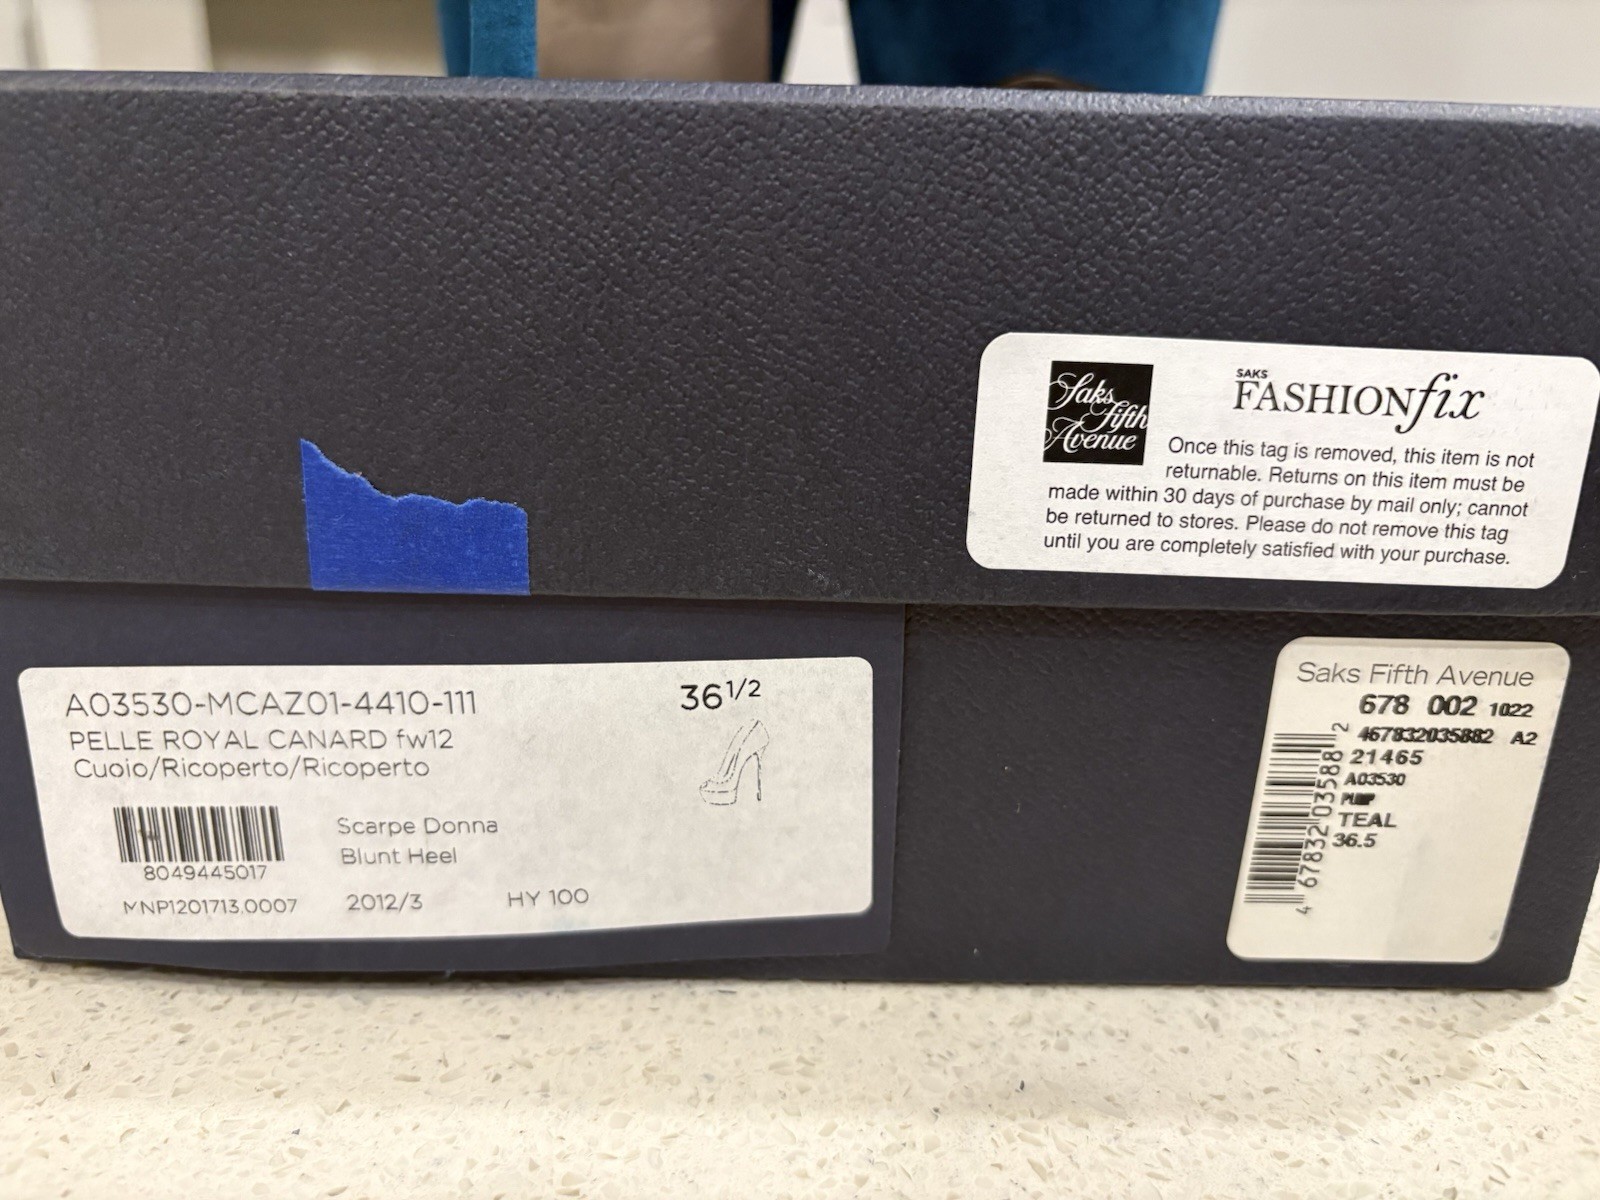 Saks
Fifth
Avenue
SAKS
FASHIONfix
Once this tag is removed, this item is not
returnable. Returns on this item must be
made within 30 days of purchase by mail only; cannot
be returned to stores. Please do not remove this tag
until you are completely satisfied with your purchase.
A03530-MCAZ01-4410-111
36 1/2
PELLE ROYAL CANARD fw12
Cuoio/Ricoperto/Ricoperto
Scarpe Donna
Blunt Heel
8049445017
MNP1201713.0007
2012/3
HY 100
Saks Fifth Avenue
678 002 1022
467832035882 A2
21465
A03530
PUMP
TEAL
36.5
4 67832 03588 2